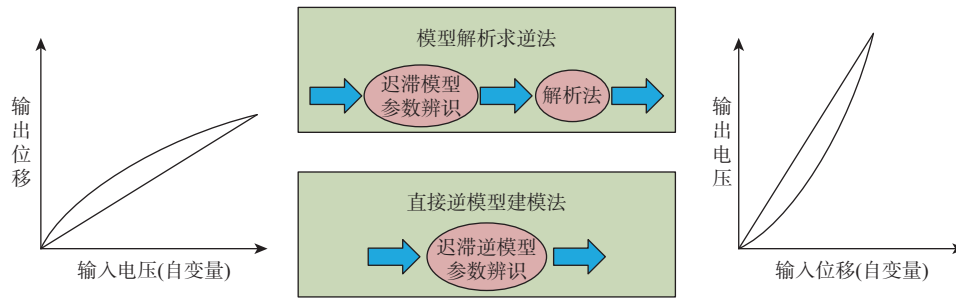 输出位移
输入电压(自变量)
模型解析求逆法
迟滞模型
参数辨识
解析法
直接逆模型建模法
迟滞逆模型
参数辨识
输出电压
输入位移(自变量)